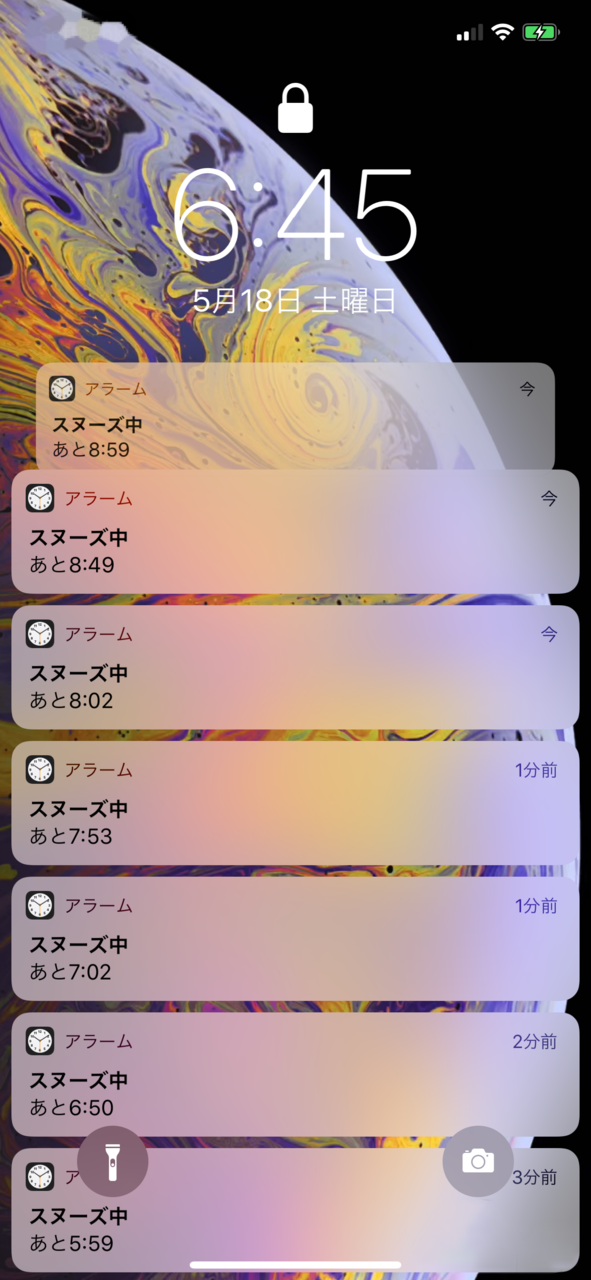 6:45
5月18日 土曜日
アラーム 今
スヌーズ中
あと8:59
アラーム 今
スヌーズ中
あと8:49
アラーム 今
スヌーズ中
あと8:02
アラーム 1分前
スヌーズ中
あと7:53
アラーム 1分前
スヌーズ中
あと7:02
アラーム 2分前
スヌーズ中
あと6:50
ア 3分前
スヌーズ中
あと5:59